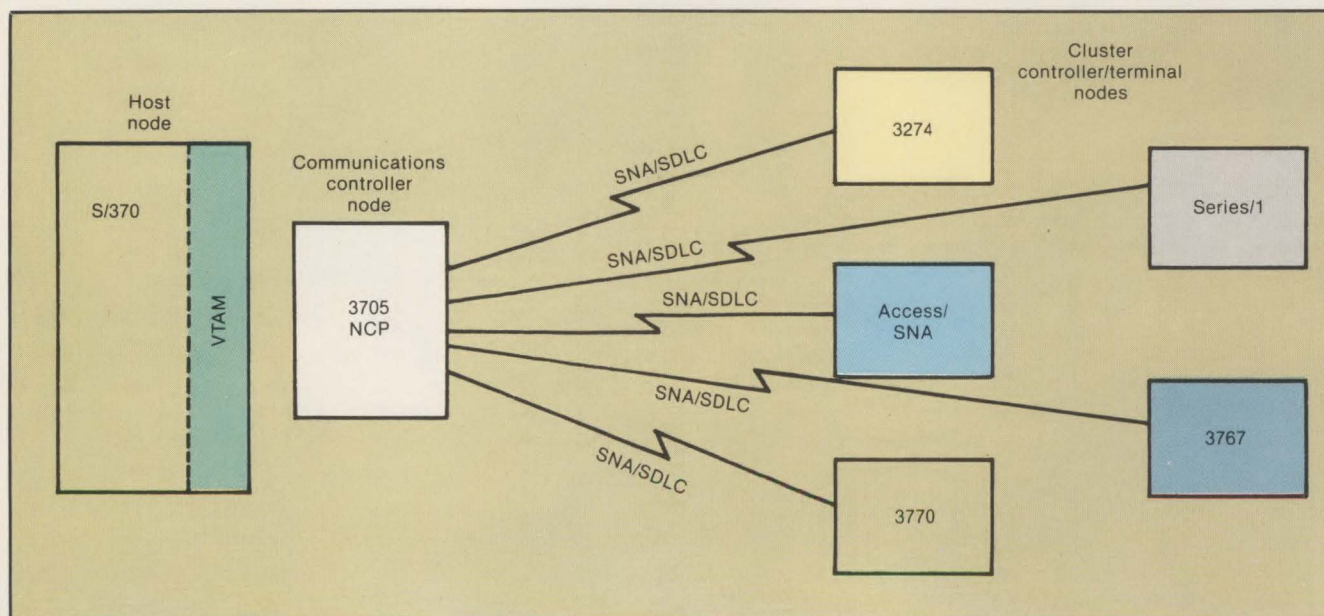 Host
node
S/370
VTAM
Communications
controller
node
3705
NCP
SNA/SDLC
SNA/SDLC
SNA/SDLC
SNA/SDLC
SNA/SDLC
Cluster
controller/terminal
nodes
3274
Series/1
Access/
SNA
3767
3770